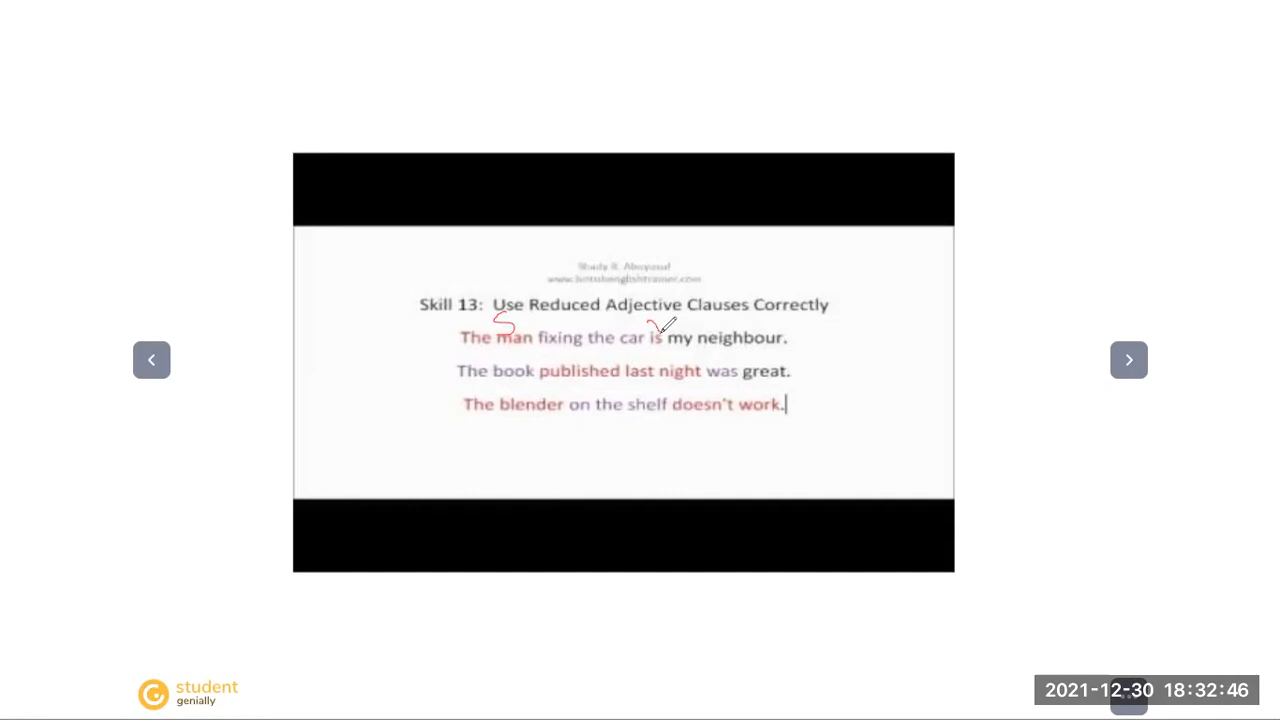 Skill 13: Use Reduced Adjective Clauses Correctly
S
The man fixing the car is my neighbour.
The book published last night was great.
The blender on the shelf doesn't work.
student
genially
2021-12-30 18:32:46